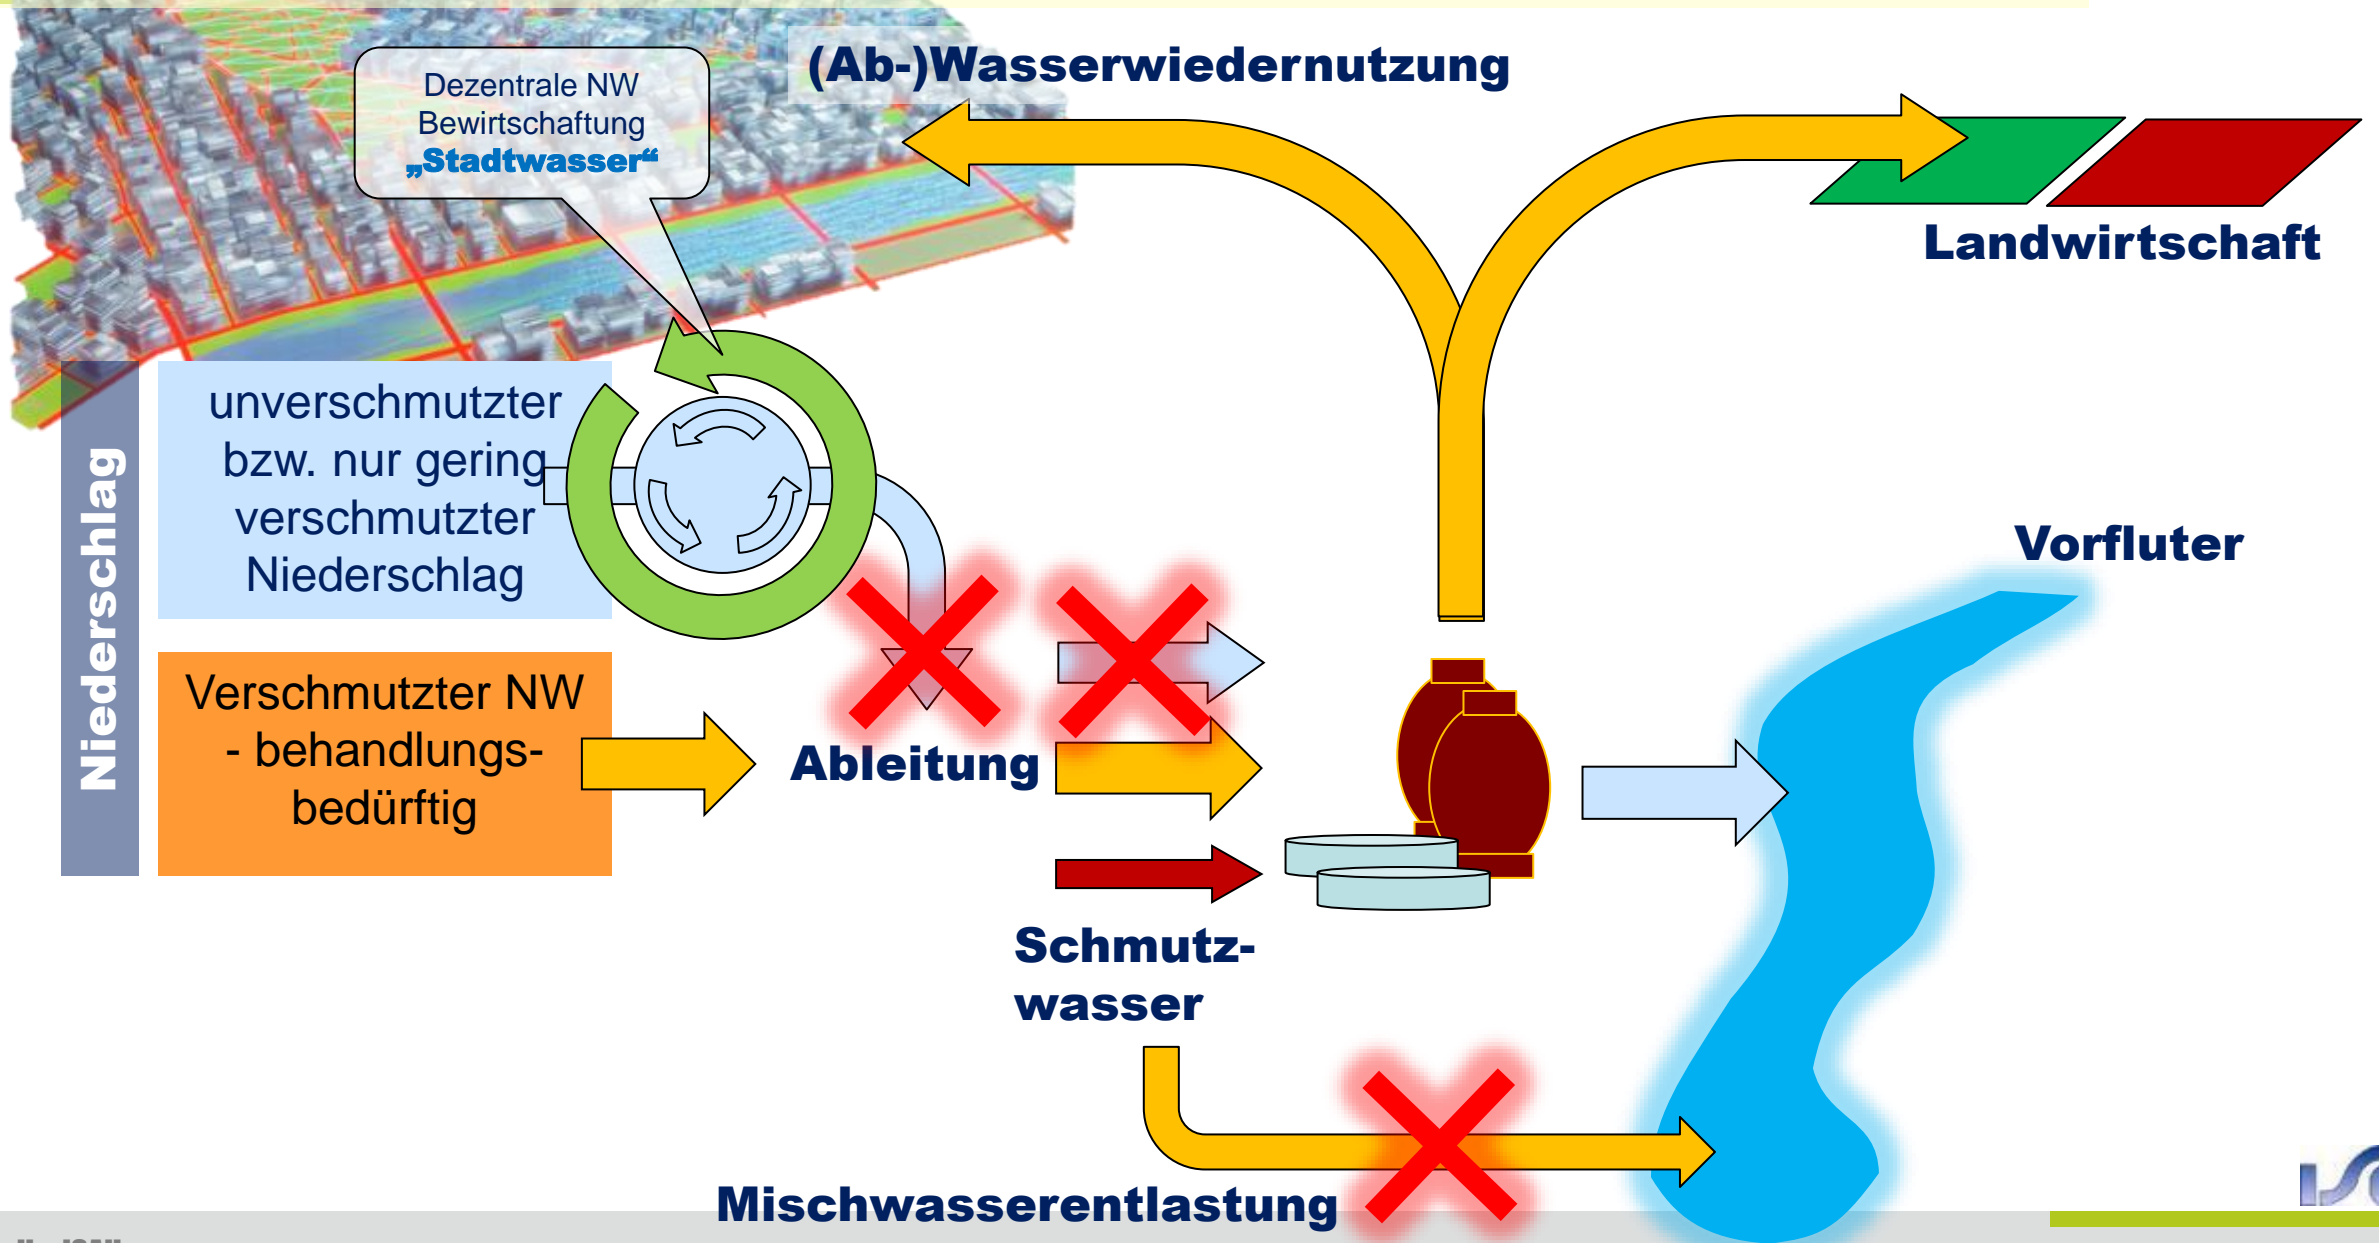 (Ab-)Wasserwiedernutzung
Dezentrale NW
Bewirtschaftung
„Stadtwasser“
Landwirtschaft
Niederschlag
unverschmutzter
bzw. nur gering
verschmutzter
Niederschlag
Vorfluter
Verschmutzter NW
- behandlungs-
bedürftig
Ableitung
Schmutz-
wasser
Mischwasserentlastung